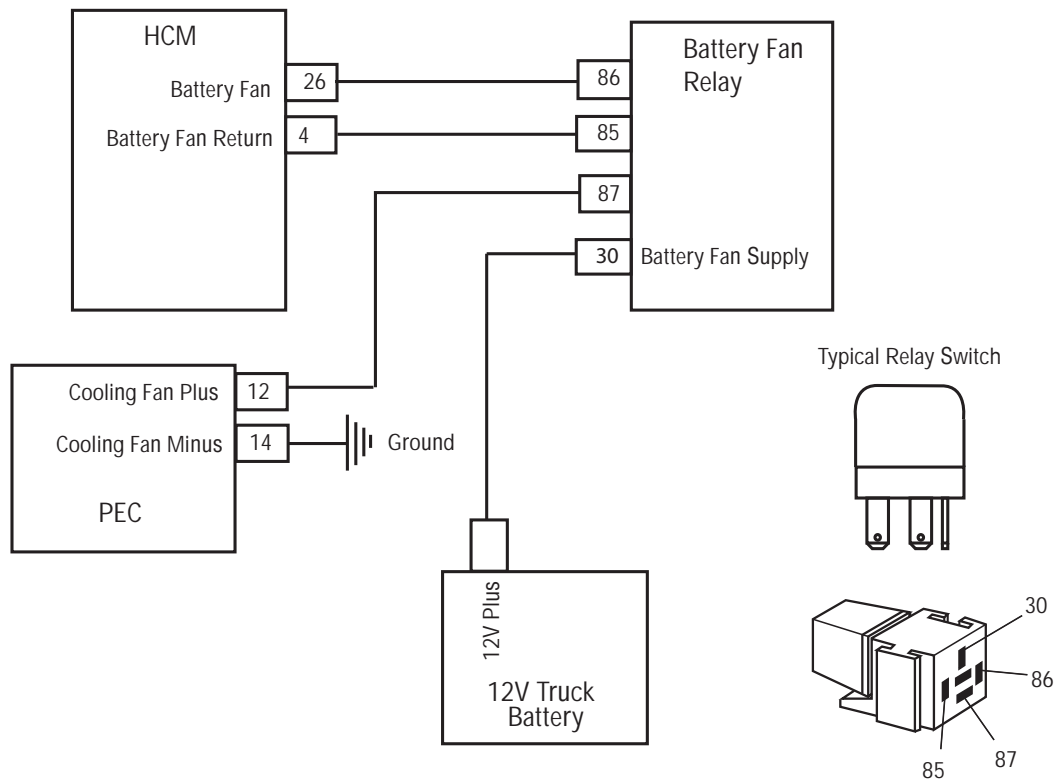 HCM
Battery Fan
26
Battery Fan Return
4
Battery Fan
Relay
86
85
87
30
Battery Fan Supply
Cooling Fan Plus
12
Cooling Fan Minus
14
Ground
PEC
12V Plus
12V Truck
Battery
Typical Relay Switch
30
86
87
85